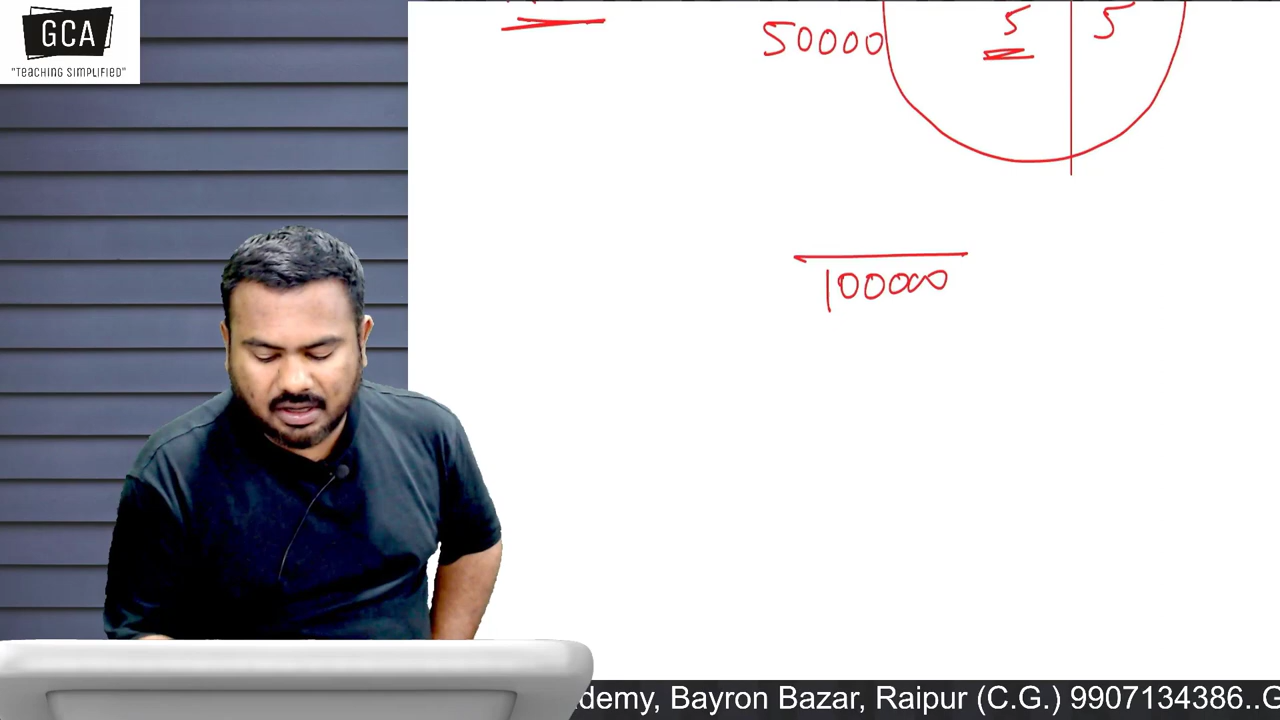 GCA
"TEACHING SIMPLIFIED"
50000
5
5
100000
demy, Bayron Bazar, Raipur (C.G.) 9907134386..G